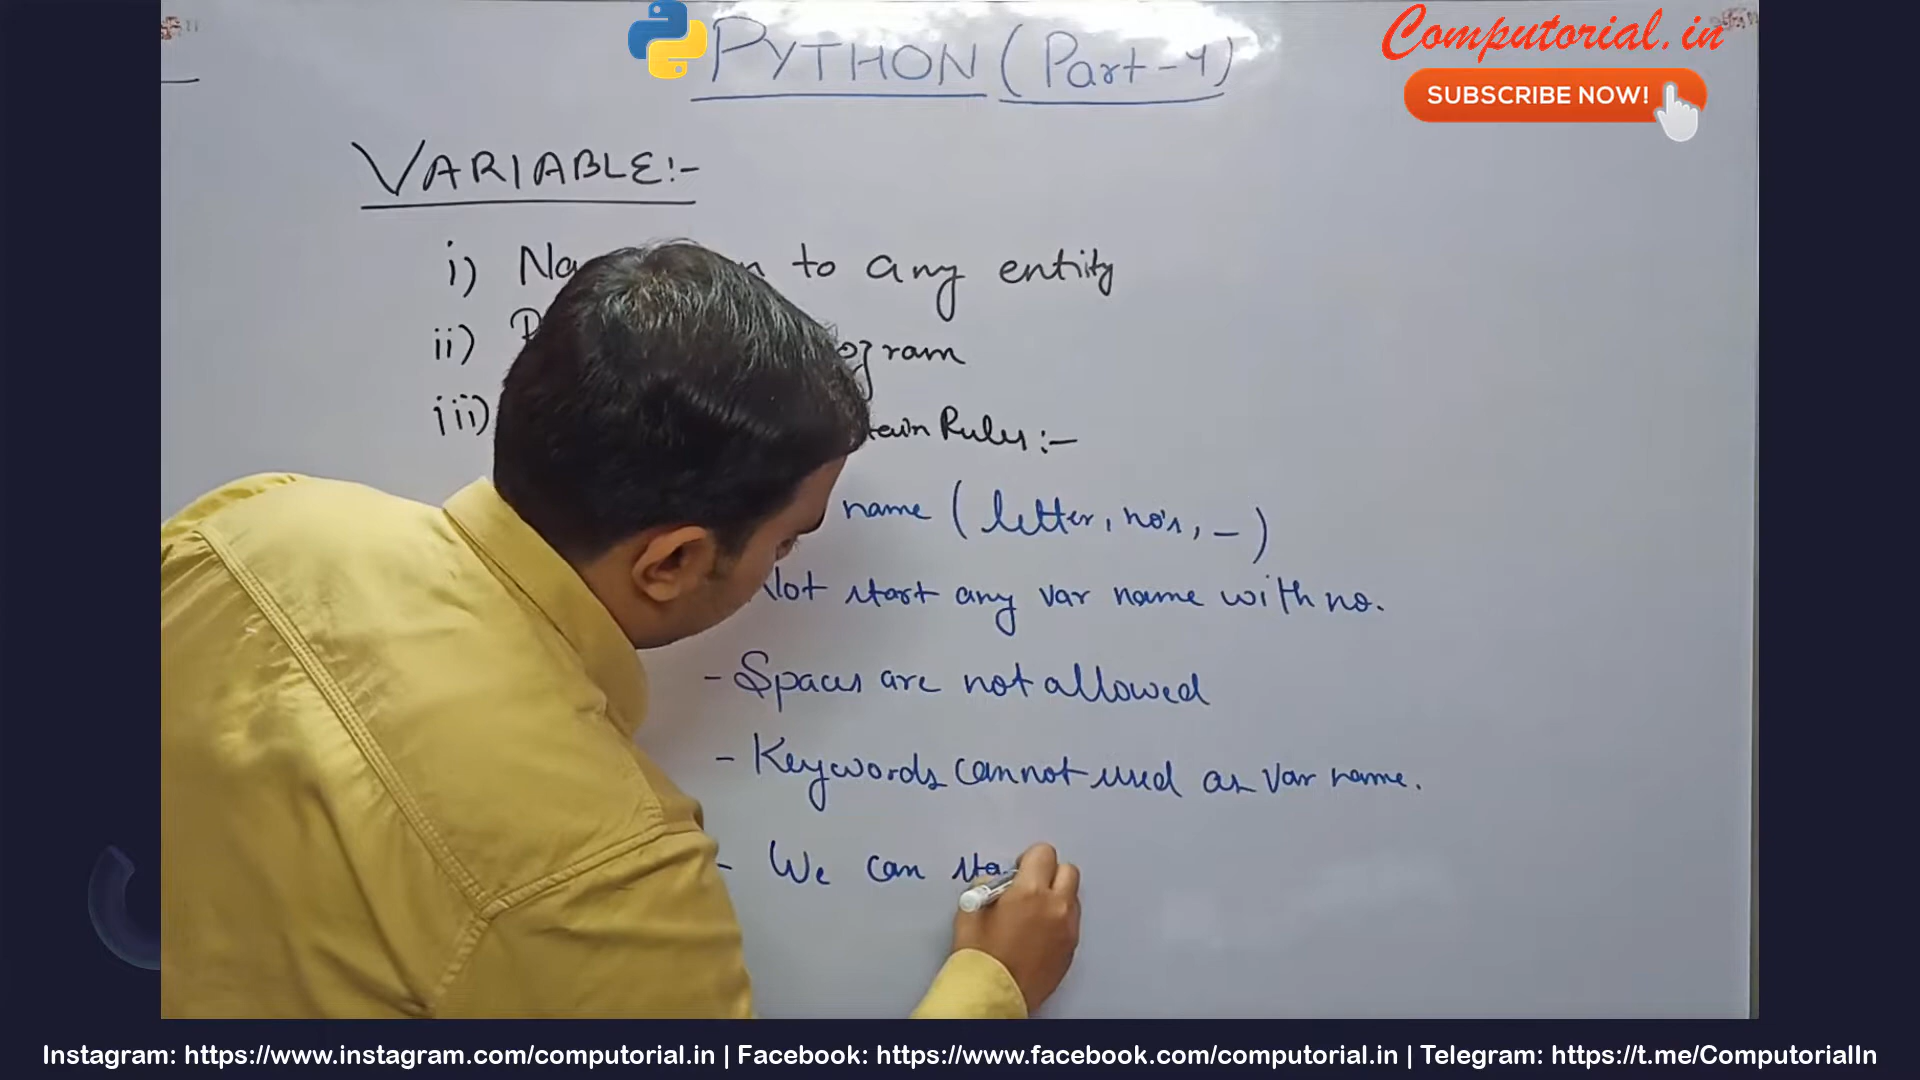 PYTHON (Part-4)
Computorial.in
SUBSCRIBE NOW!
VARIABLE:-
i) to any entity
ii)
iii) Rules:-
name (letter, no's, _)
Not start any var name with no.
- Spaces are not allowed
- Keywords cannot used as var name.
- We can sta
Instagram: https://www.instagram.com/computorial.in | Facebook: https://www.facebook.com/computorial.in | Telegram: https://t.me/ComputorialIn